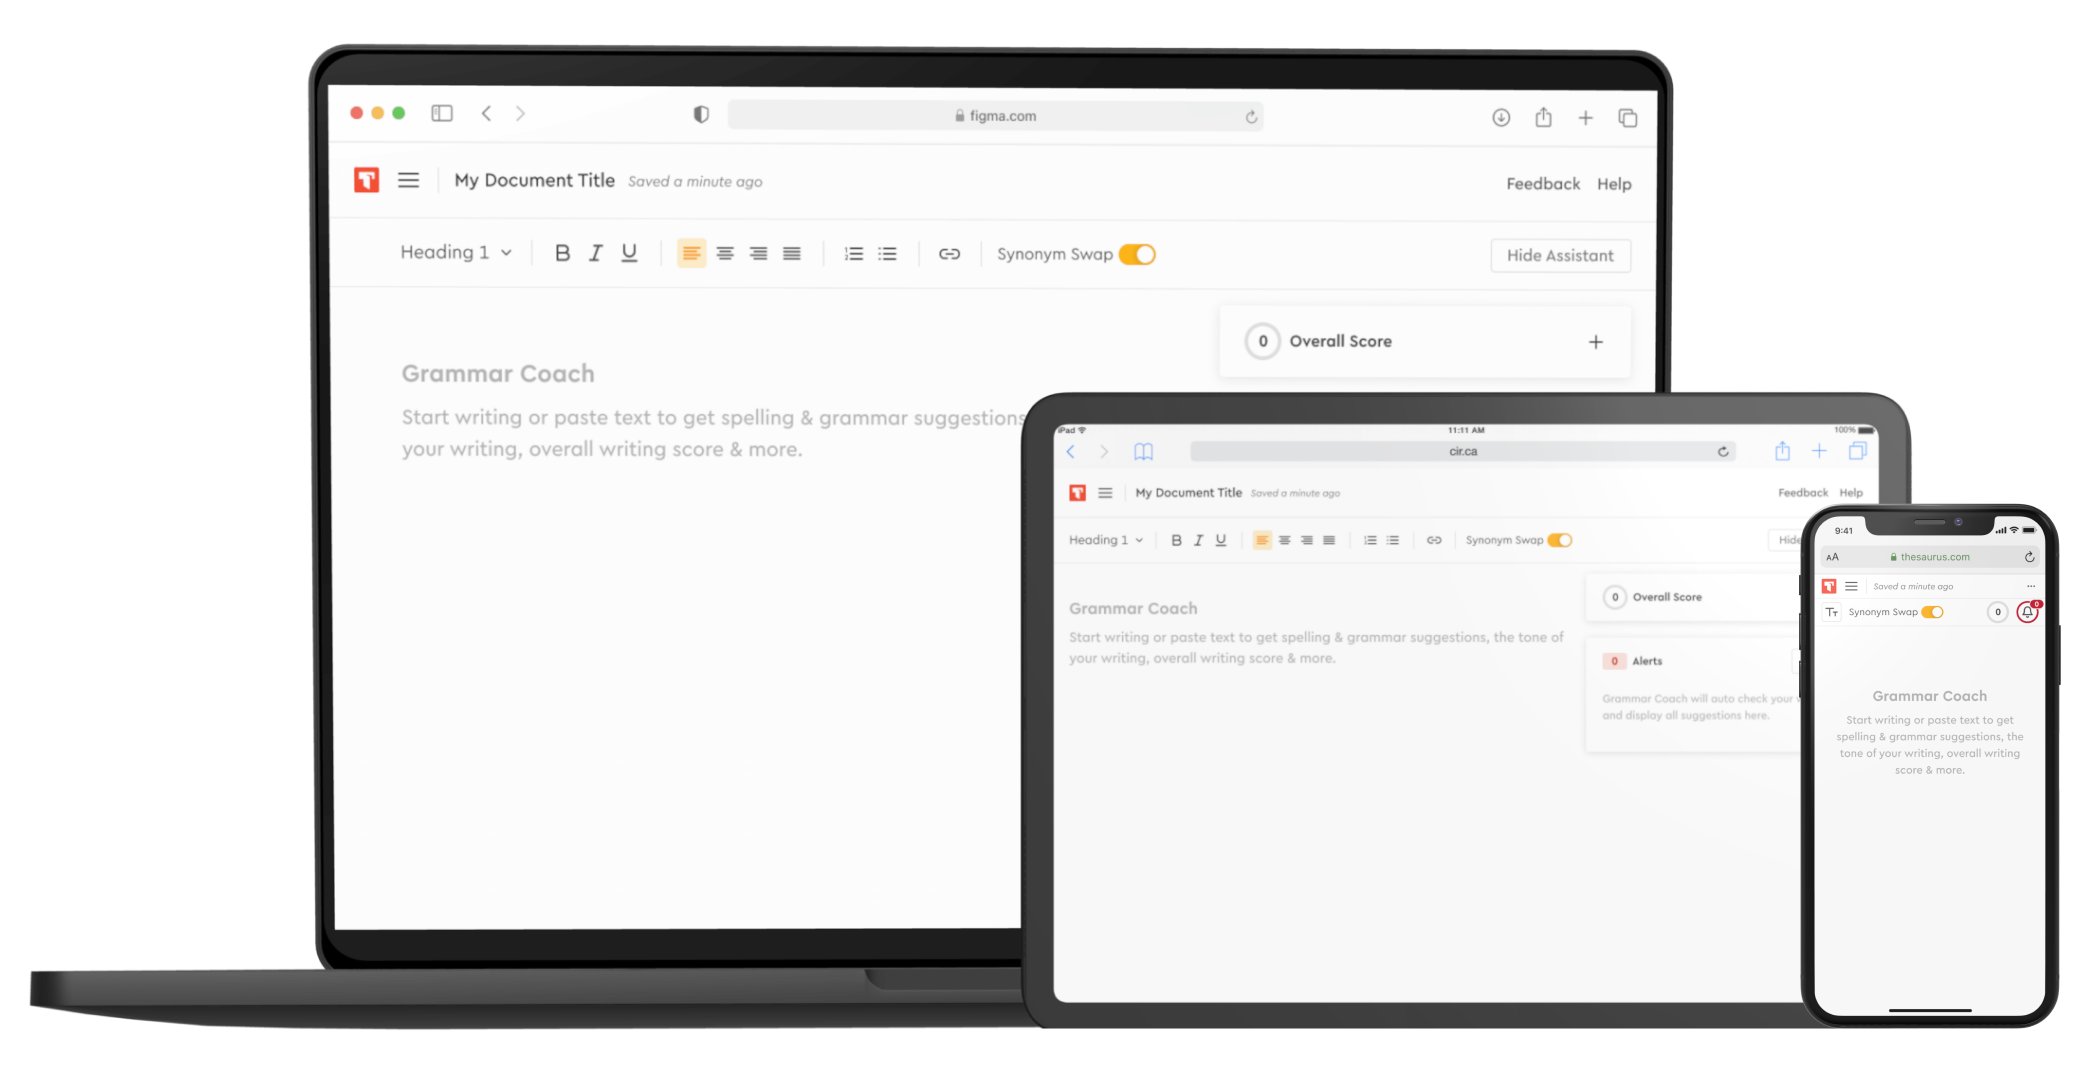 figma.com
My Document Title Saved a minute ago
Feedback Help
Heading 1 B I U Synonym Swap
Hide Assistant
0 Overall Score
Grammar Coach
Start writing or paste text to get spelling & grammar suggestions
your writing, overall writing score & more.
iPad 11:11 AM 100%
cir.ca
My Document Title Saved a minute ago
Feedback Help
Heading 1 B I U Synonym Swap
Hide
0 Overall Score
Grammar Coach
Start writing or paste text to get spelling & grammar suggestions, the tone of
your writing, overall writing score & more.
0 Alerts
Grammar Coach will auto check your
and display all suggestions here.
9:41
AA thesaurus.com
Saved a minute ago
TT Synonym Swap 0 0
Grammar Coach
Start writing or paste text to get
spelling & grammar suggestions, the
tone of your writing, overall writing
score & more.